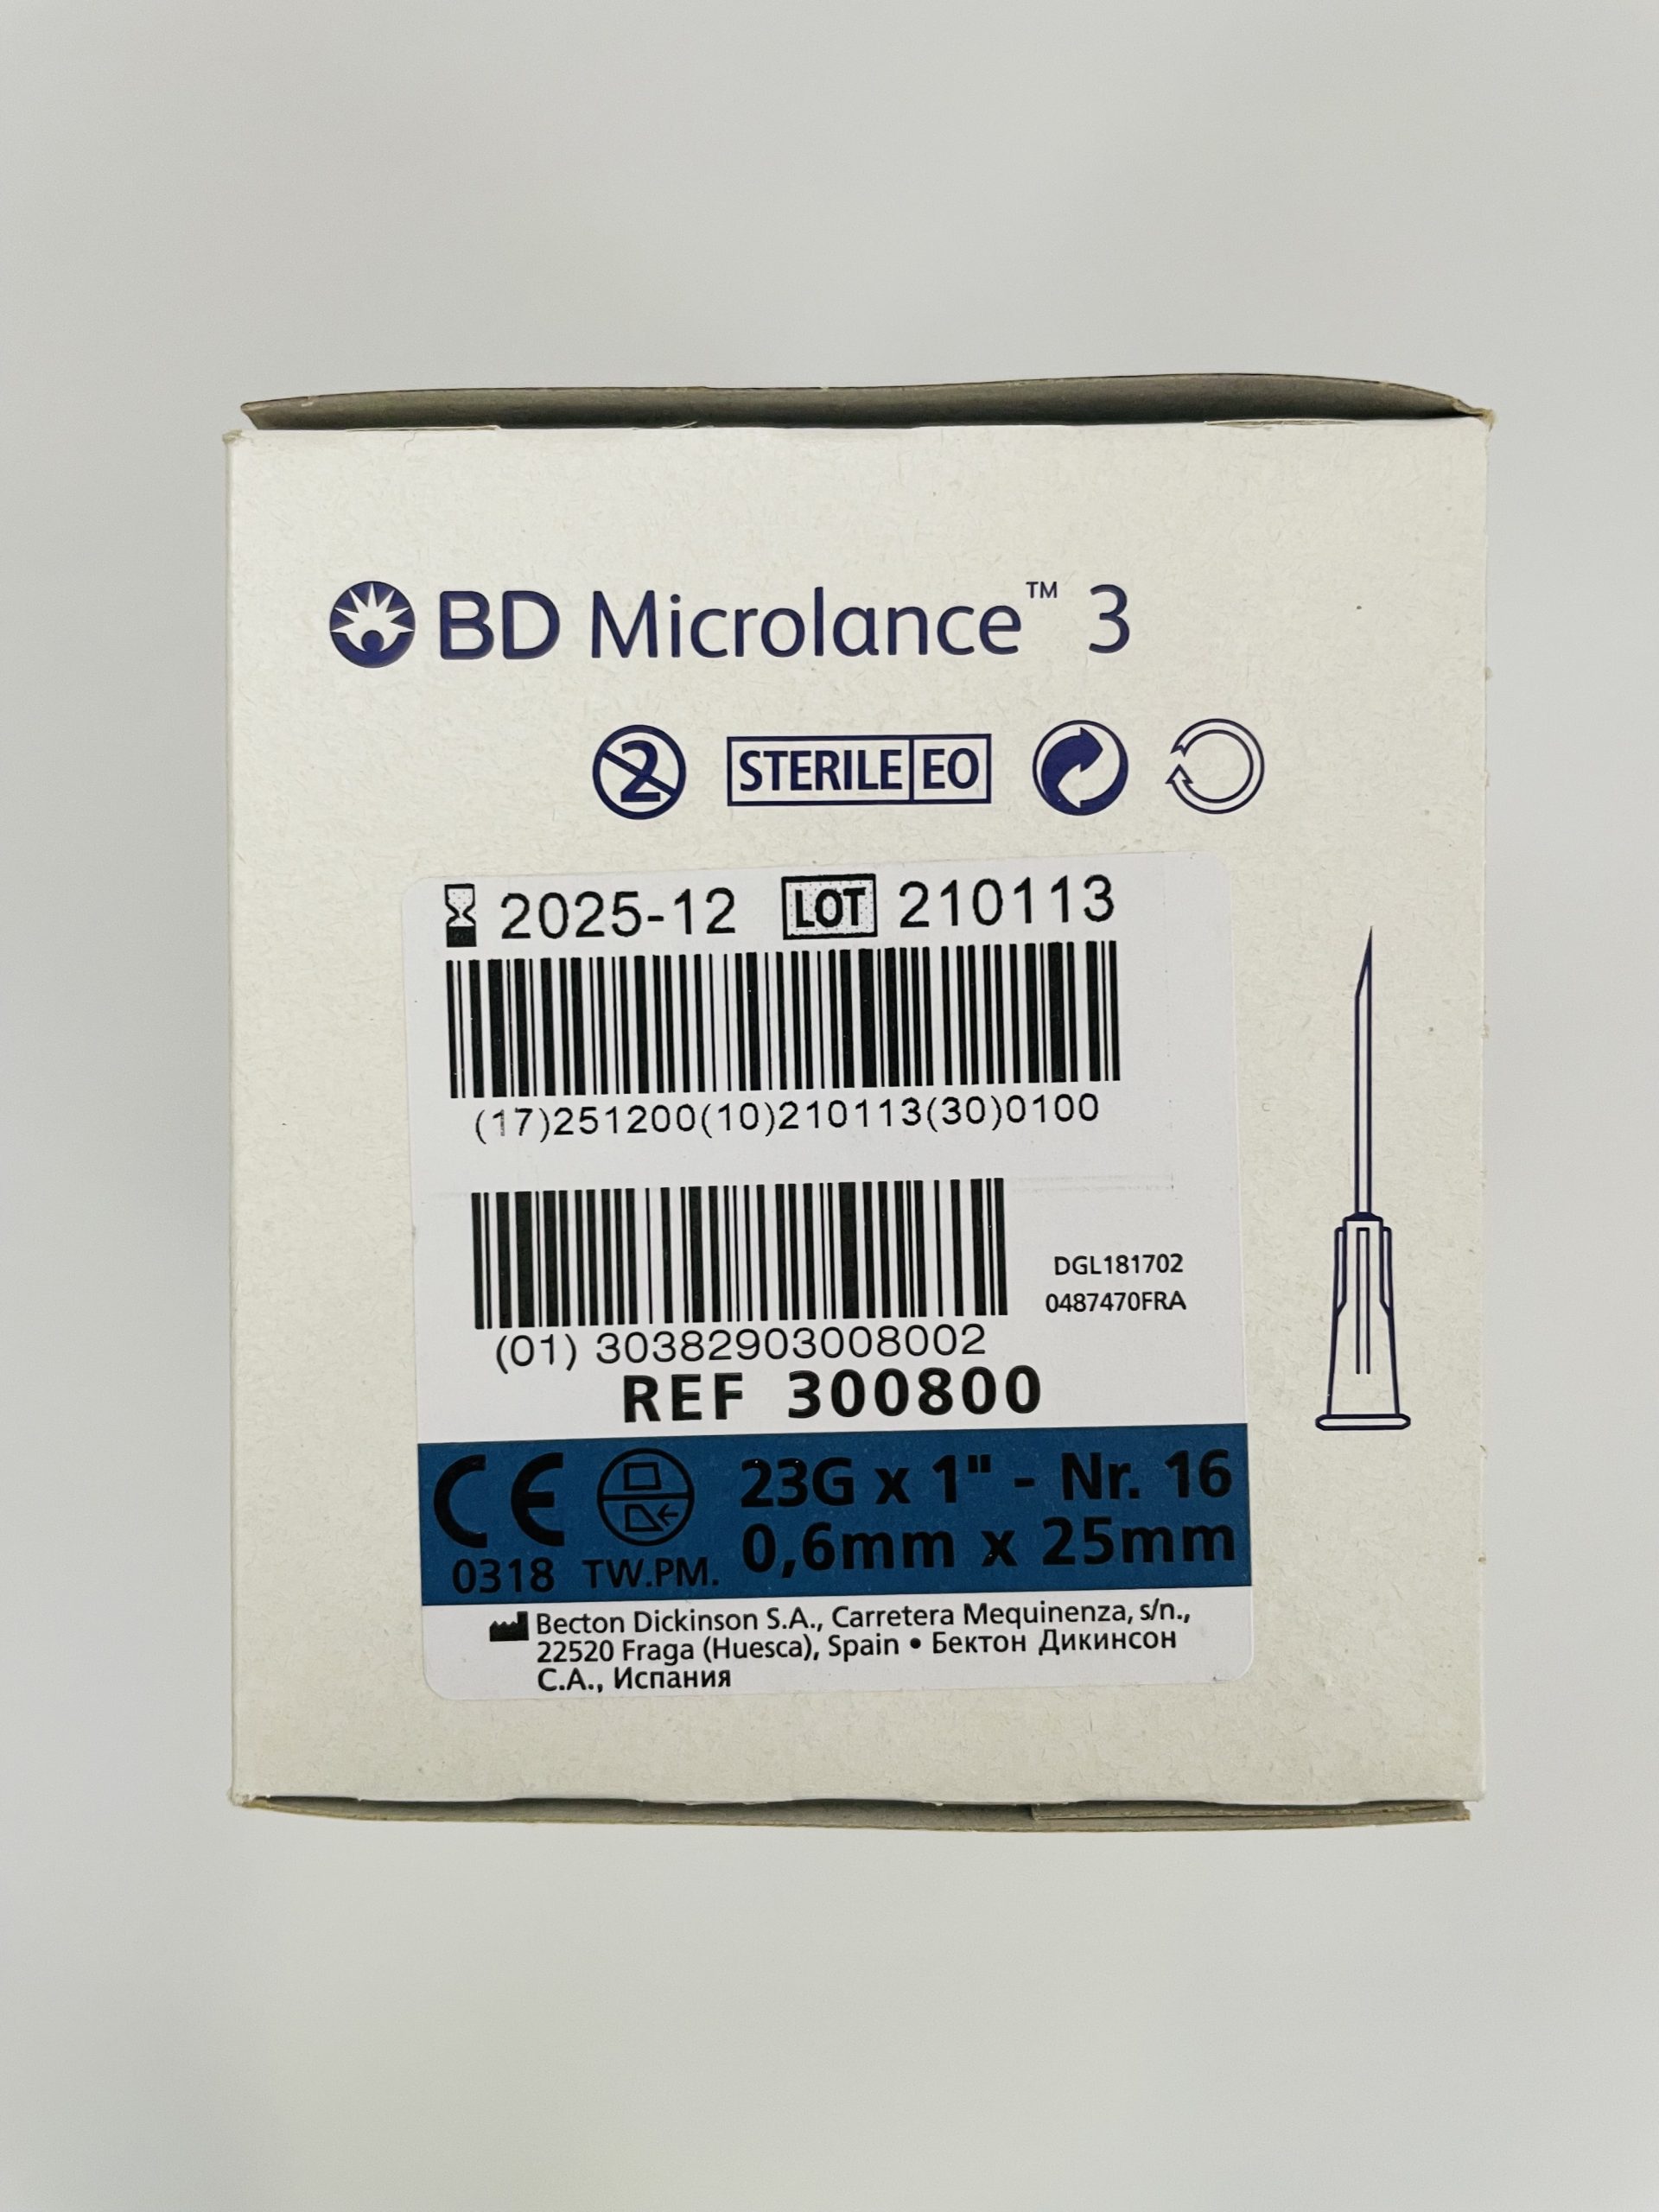 BD Microlance™ 3
2
STERILE EO
2025-12 LOT 210113
(17)251200(10)210113(30)0100
(01) 30382903008002
DGL181702
0487470FRA
REF 300800
CE 23G x 1" - Nr. 16
0318 TW.PM. 0,6mm x 25mm
Becton Dickinson S.A., Carretera Mequinenza, s/n.,
22520 Fraga (Huesca), Spain • Бектон Дикинсон
С.А., Испания